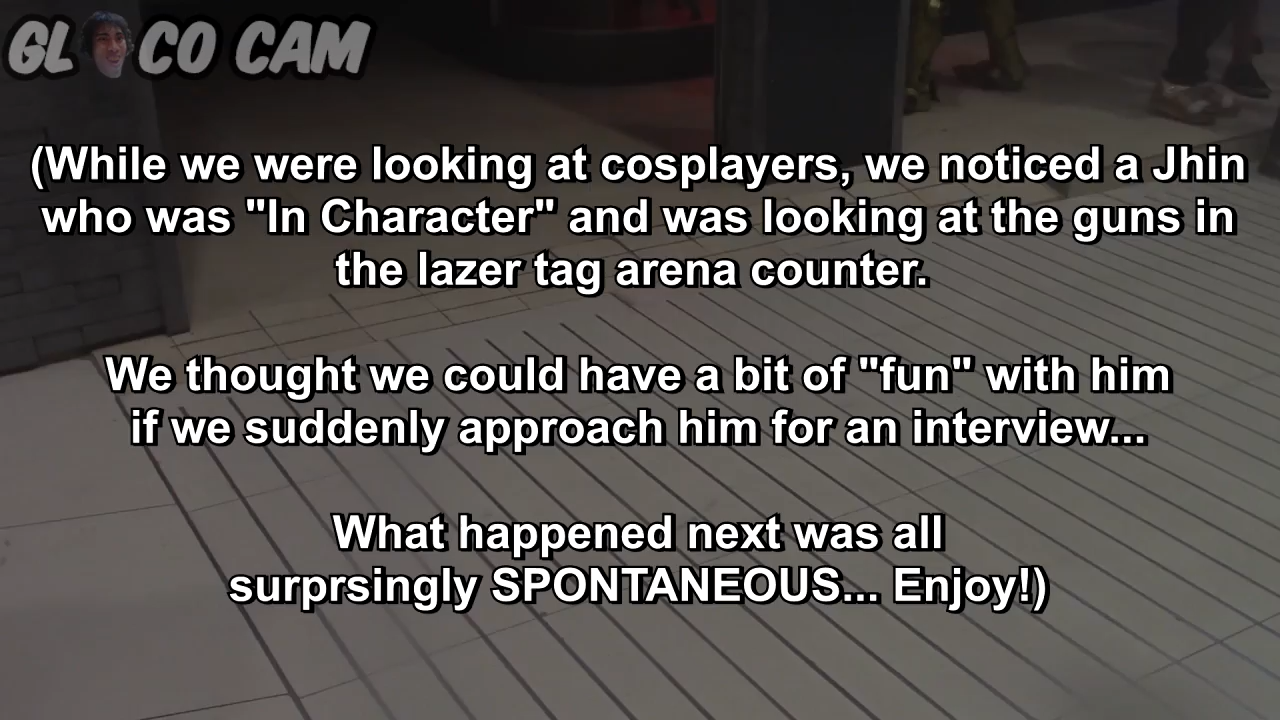 GL CO CAM
(While we were looking at cosplayers, we noticed a Jhin
who was "In Character" and was looking at the guns in
the lazer tag arena counter.
We thought we could have a bit of "fun" with him
if we suddenly approach him for an interview...
What happened next was all
surprsingly SPONTANEOUS... Enjoy!)